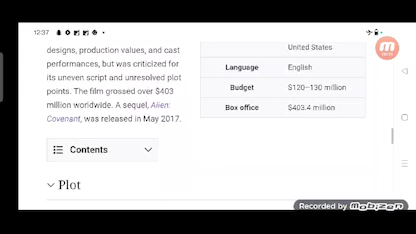 12:37
designs, production values, and cast
performances, but was criticized for
its uneven script and unresolved plot
points. The film grossed over $403
million worldwide. A sequel, Alien:
Covenant, was released in May 2017.
United States
Language English
Budget $120–130 million
Box office $403.4 million
Contents
Plot
Recorded by Mobizen